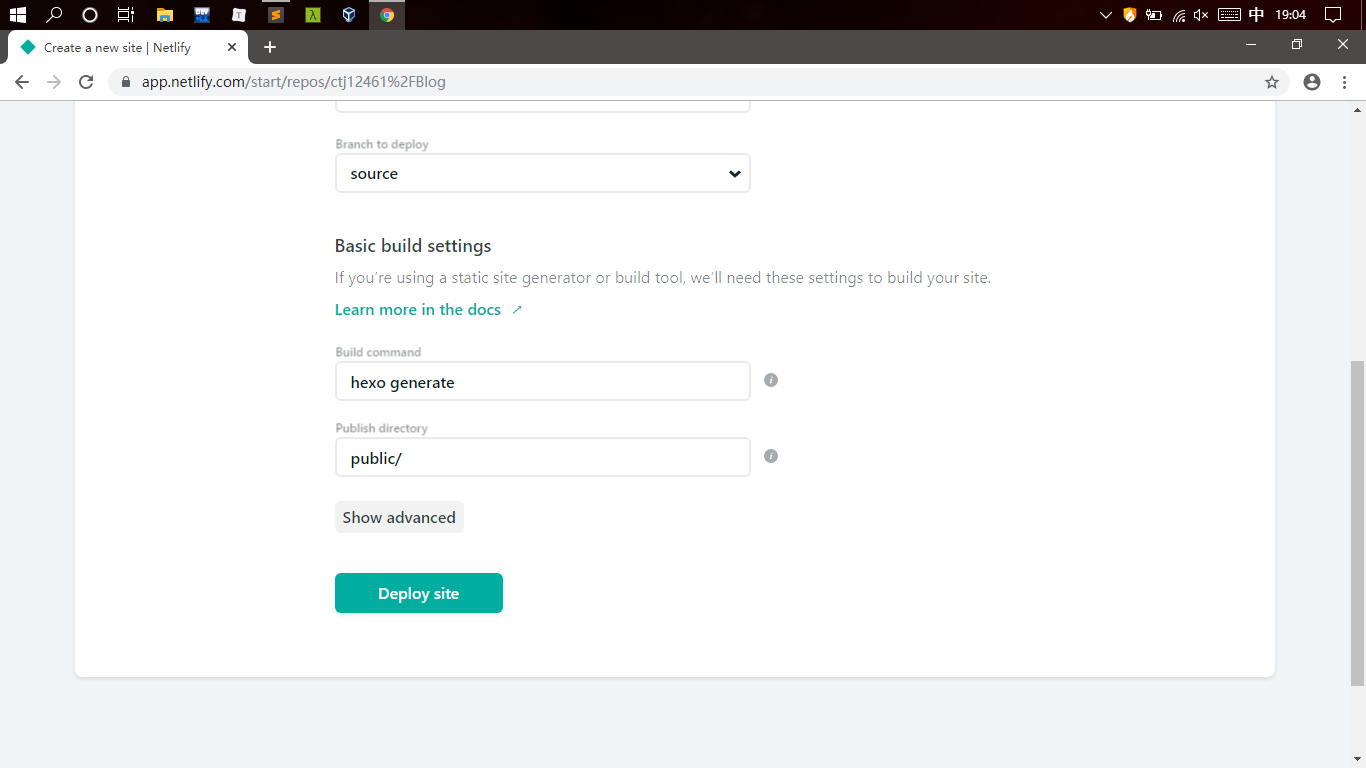 中
19:04
Create a new site | Netlify
app.netlify.com/start/repos/ctj12461%2FBlog
Branch to deploy
source
Basic build settings
If you're using a static site generator or build tool, we'll need these settings to build your site.
Learn more in the docs
Build command
hexo generate
Publish directory
public/
Show advanced
Deploy site